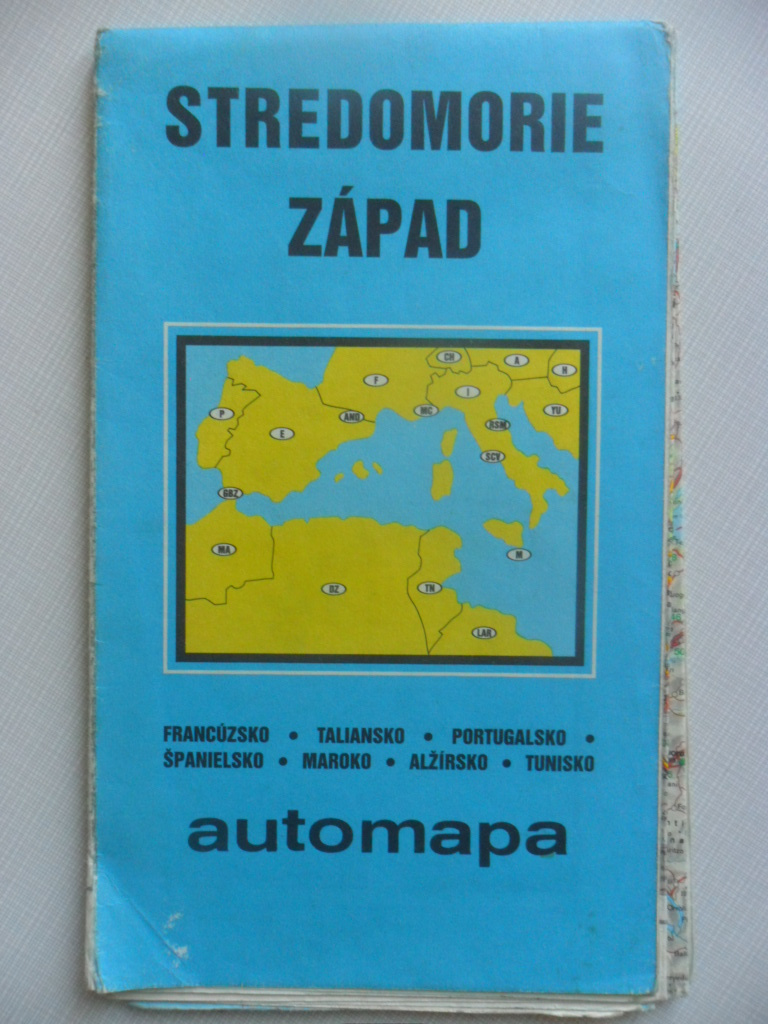 STREDOMORIE
ZÁPAD
CH
A
H
F
I
P
AND
MC
YU
E
RSM
SCV
GBZ
MA
M
DZ
TN
LAR
FRANCÚZSKO • TALIANSKO • PORTUGALSKO •
ŠPANIELSKO • MAROKO • ALŽÍRSKO • TUNISKO
automapa